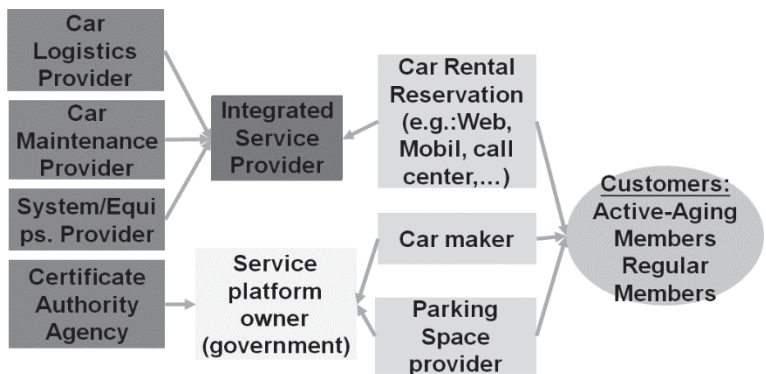 Car
Logistics
Provider
Car
Maintenance
Provider
System/Equi
ps. Provider
Certificate
Authority
Agency
Integrated
Service
Provider
Service
platform
owner
(government)
Car Rental
Reservation
(e.g.:Web,
Mobil, call
center,...)
Car maker
Parking
Space
provider
Customers:
Active-Aging
Members
Regular
Members